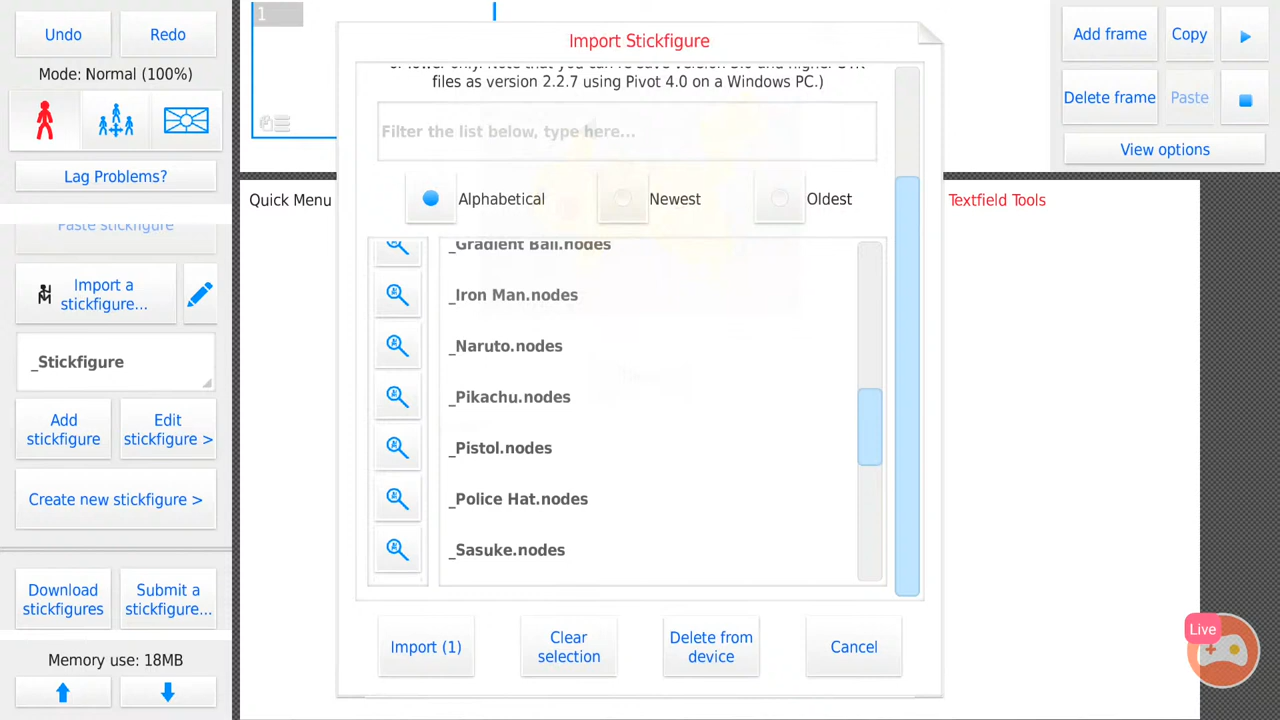 Undo
Redo
Mode: Normal (100%)
Lag Problems?
Paste stickfigure
Import a
stickfigure...
_Stickfigure
Add
stickfigure
Edit
stickfigure >
Create new stickfigure >
Download
stickfigures
Submit a
stickfigure...
Memory use: 18MB
1
Quick Menu
Import Stickfigure
files as version 2.2.7 using Pivot 4.0 on a Windows PC.)
Filter the list below, type here...
Alphabetical
Newest
Oldest
_Gradient Ball.nodes
_Iron Man.nodes
_Naruto.nodes
_Pikachu.nodes
_Pistol.nodes
_Police Hat.nodes
_Sasuke.nodes
Import (1)
Clear
selection
Delete from
device
Cancel
Add frame
Copy
Delete frame
Paste
View options
Textfield Tools
Live